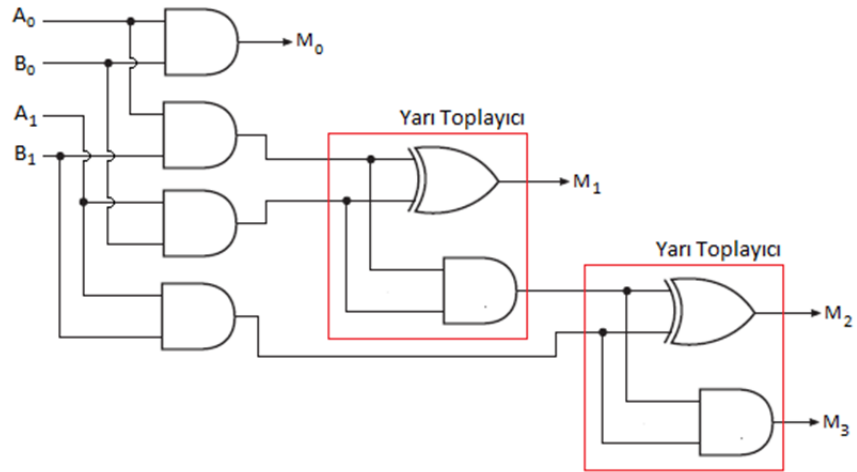 A₀
M₀
B₀
A₁
Yarı Toplayıcı
B₁
M₁
Yarı Toplayıcı
M₂
M₃